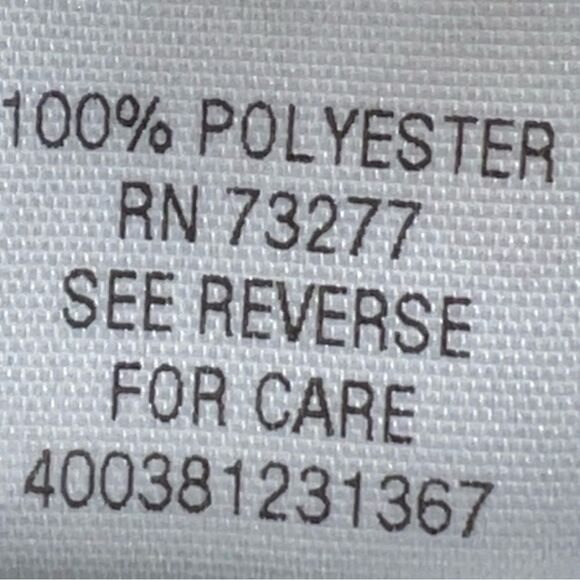 100% POLYESTER
RN 73277
SEE REVERSE
FOR CARE
400381231367